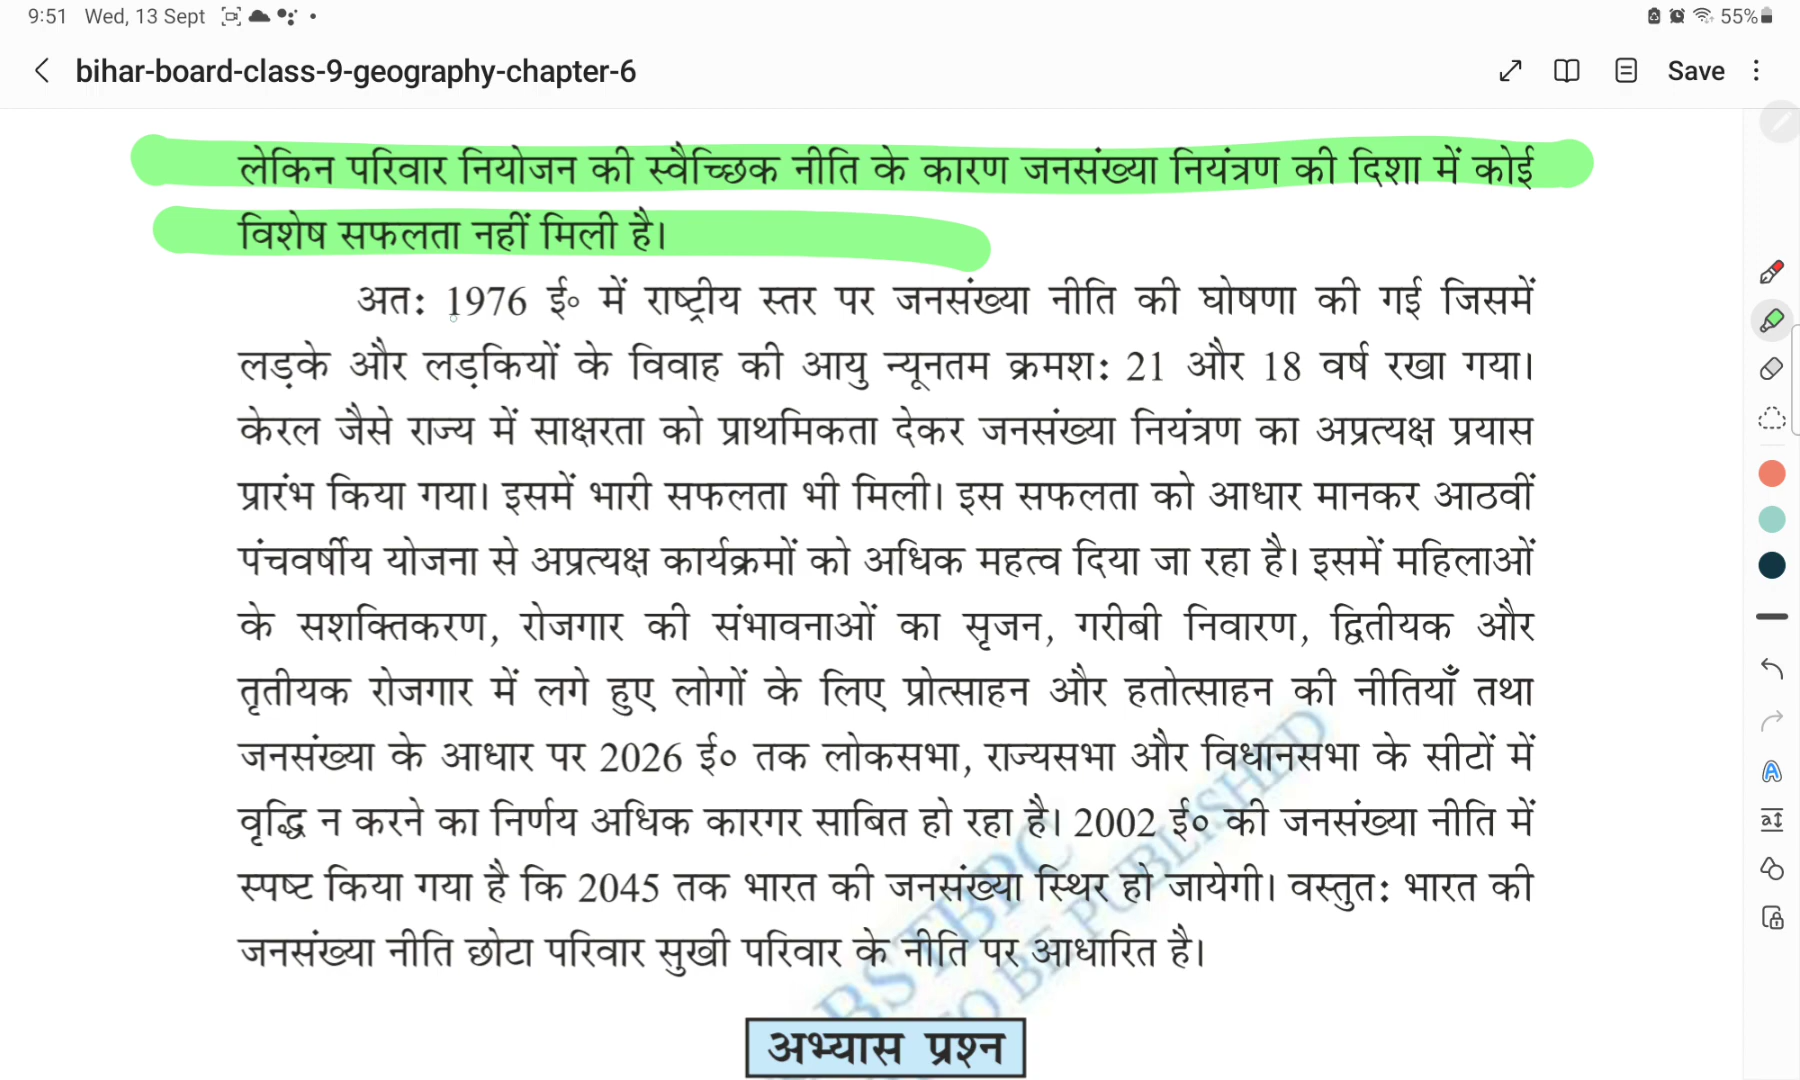 9:51 Wed, 13 Sept
55%
bihar-board-class-9-geography-chapter-6
Save
लेकिन परिवार नियोजन की स्वैच्छिक नीति के कारण जनसंख्या नियंत्रण की दिशा में कोई
विशेष सफलता नहीं मिली है।
अत: 1976 ई० में राष्ट्रीय स्तर पर जनसंख्या नीति की घोषणा की गई जिसमें
लड़के और लड़कियों के विवाह की आयु न्यूनतम क्रमश: 21 और 18 वर्ष रखा गया।
केरल जैसे राज्य में साक्षरता को प्राथमिकता देकर जनसंख्या नियंत्रण का अप्रत्यक्ष प्रयास
प्रारंभ किया गया। इसमें भारी सफलता भी मिली। इस सफलता को आधार मानकर आठवीं
पंचवर्षीय योजना से अप्रत्यक्ष कार्यक्रमों को अधिक महत्व दिया जा रहा है। इसमें महिलाओं
के सशक्तिकरण, रोजगार की संभावनाओं का सृजन, गरीबी निवारण, द्वितीयक और
तृतीयक रोजगार में लगे हुए लोगों के लिए प्रोत्साहन और हतोत्साहन की नीतियाँ तथा
जनसंख्या के आधार पर 2026 ई० तक लोकसभा, राज्यसभा और विधानसभा के सीटों में
वृद्धि न करने का निर्णय अधिक कारगर साबित हो रहा है। 2002 ई० की जनसंख्या नीति में
स्पष्ट किया गया है कि 2045 तक भारत की जनसंख्या स्थिर हो जायेगी। वस्तुत: भारत की
जनसंख्या नीति छोटा परिवार सुखी परिवार के नीति पर आधारित है।
BSTBPC
TO BE PUBLISHED
अभ्यास प्रश्न